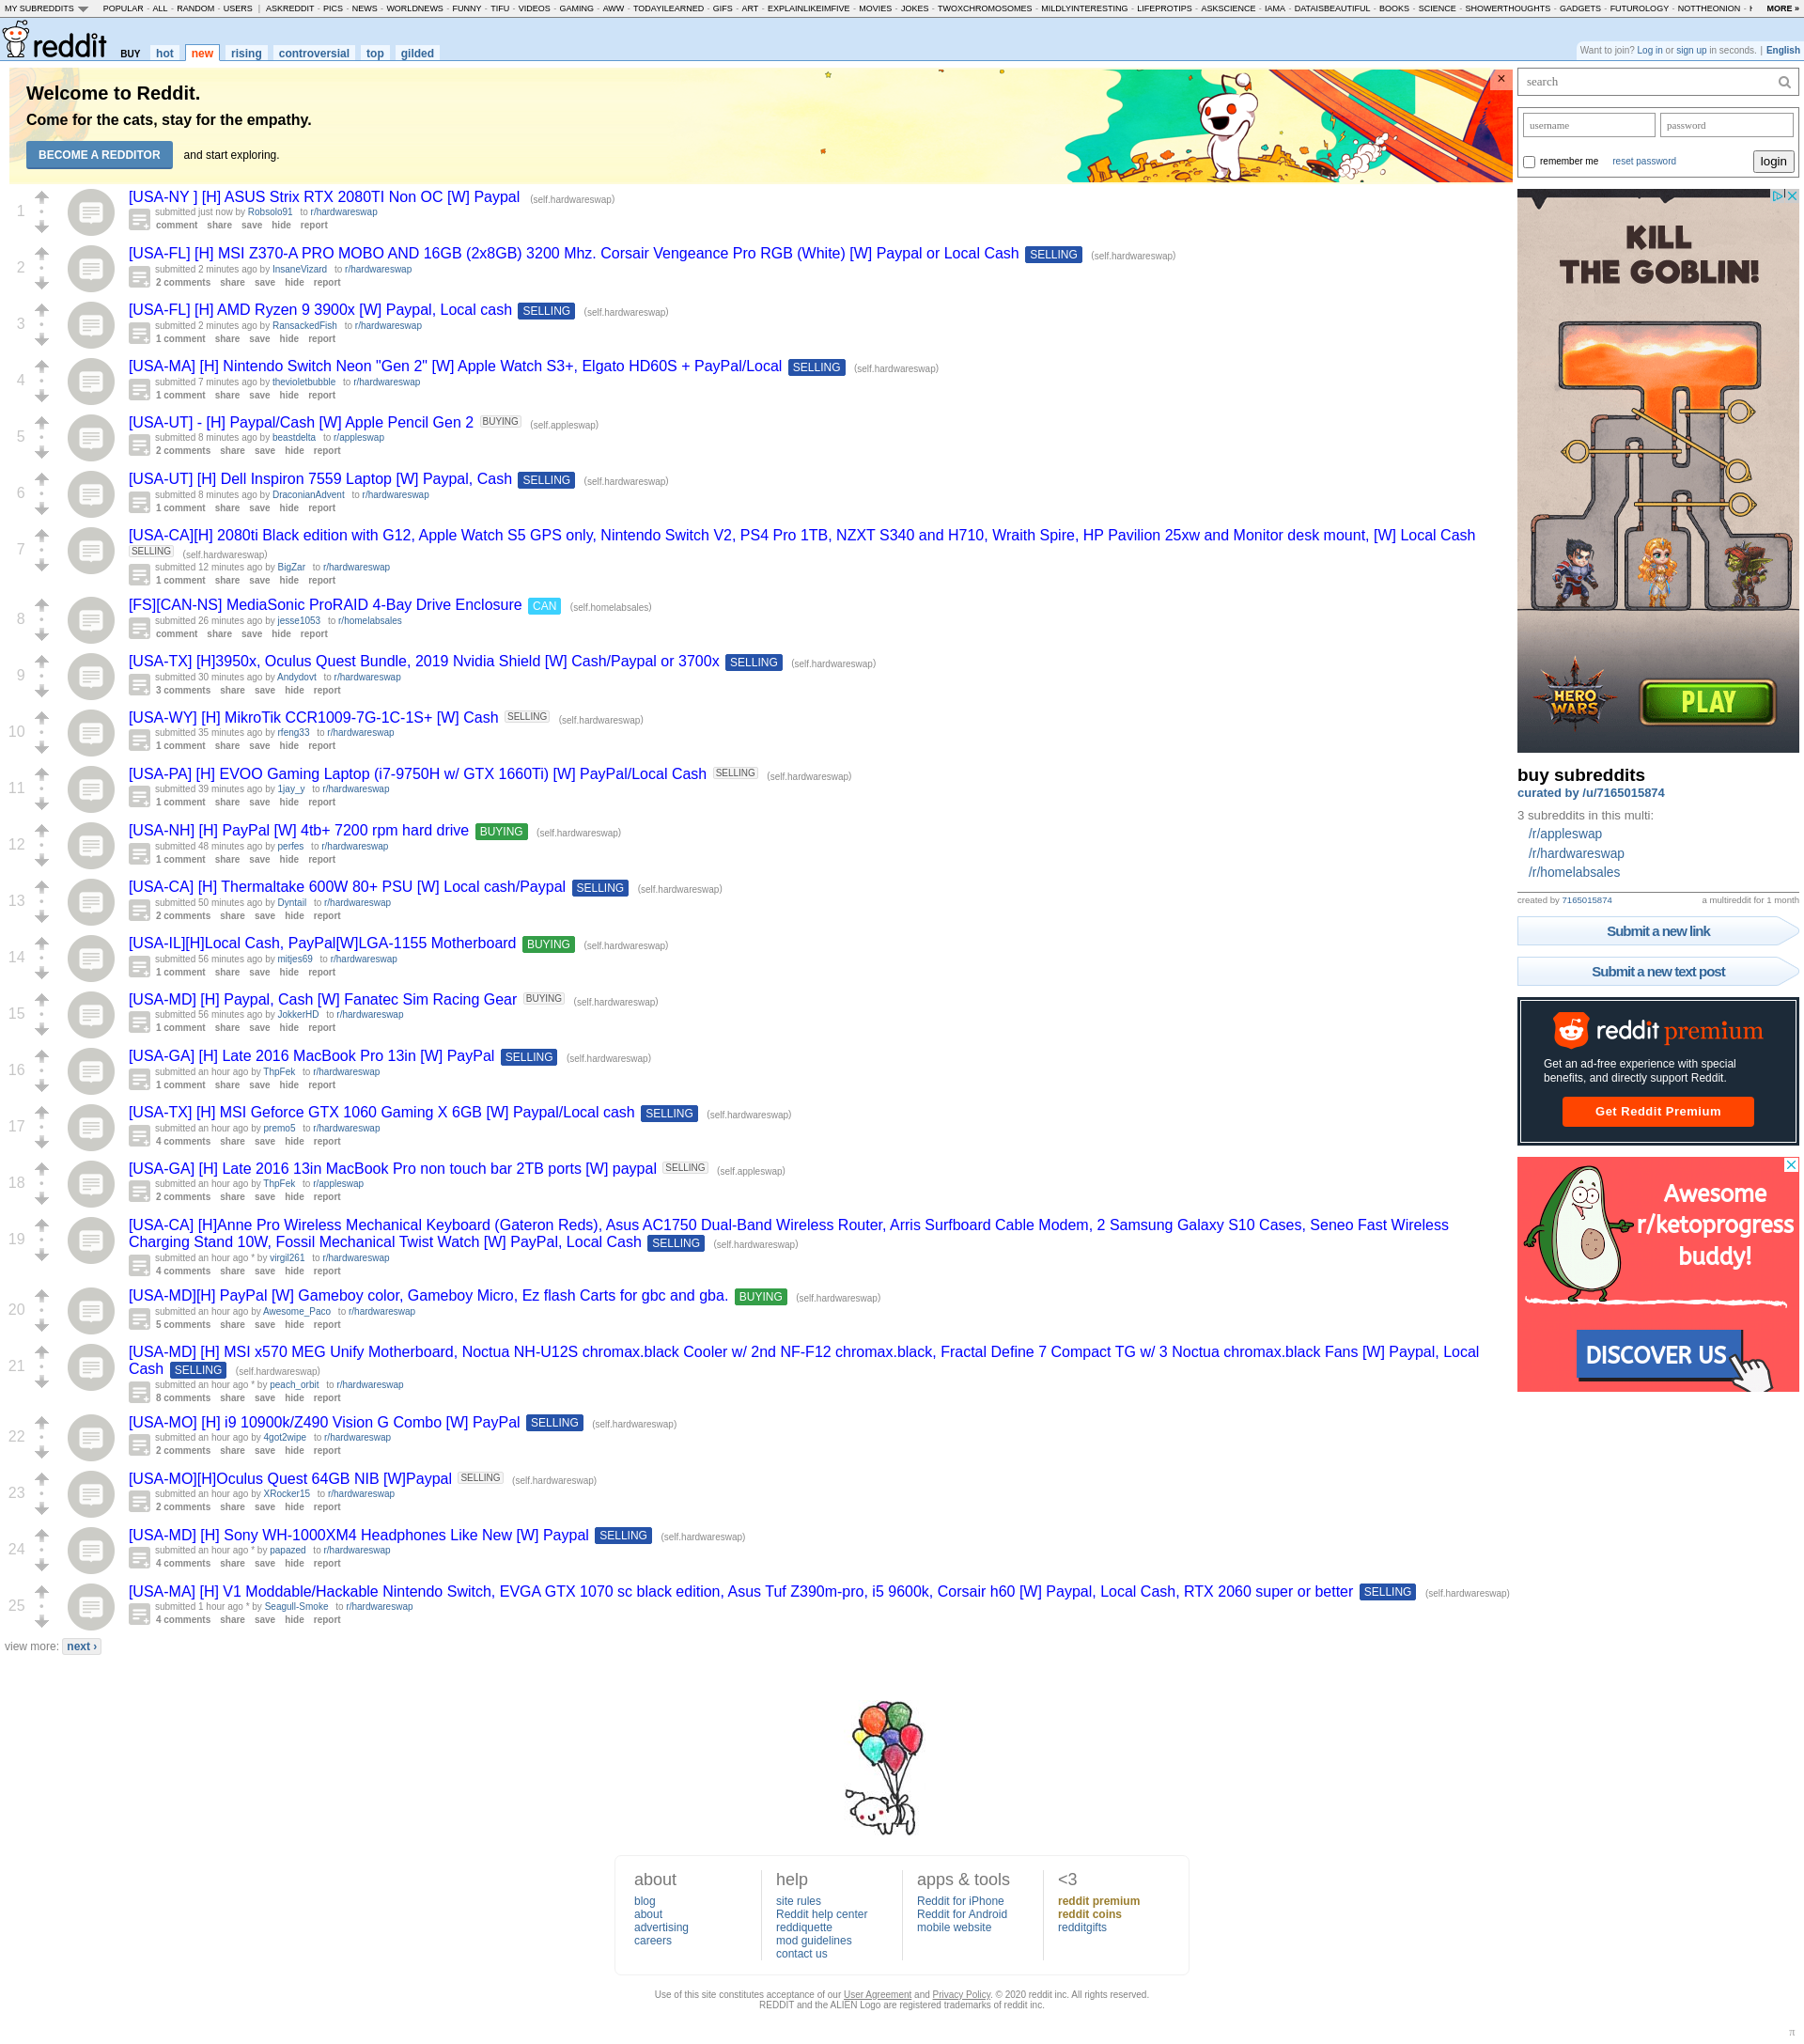 MY SUBREDDITS POPULAR - ALL - RANDOM - USERS | ASKREDDIT - PICS - NEWS - WORLDNEWS - FUNNY - TIFU - VIDEOS - GAMING - AWW - TODAYILEARNED - GIFS - ART - EXPLAINLIKEIMFIVE - MOVIES - JOKES - TWOXCHROMOSOMES - MILDLYINTERESTING - LIFEPROTIPS - ASKSCIENCE - IAMA - DATAISBEAUTIFUL - BOOKS - SCIENCE - SHOWERTHOUGHTS - GADGETS - FUTUROLOGY - NOTTHEONION - MORE »
reddit BUY hot new rising controversial top gilded
Want to join? Log in or sign up in seconds. | English
Welcome to Reddit.
Come for the cats, stay for the empathy.
BECOME A REDDITOR and start exploring.
1
[USA-NY ] [H] ASUS Strix RTX 2080TI Non OC [W] Paypal (self.hardwareswap)
submitted just now by Robsolo91 to r/hardwareswap
comment share save hide report
2
[USA-FL] [H] MSI Z370-A PRO MOBO AND 16GB (2x8GB) 3200 Mhz. Corsair Vengeance Pro RGB (White) [W] Paypal or Local Cash SELLING (self.hardwareswap)
submitted 2 minutes ago by InsaneVizard to r/hardwareswap
2 comments share save hide report
3
[USA-FL] [H] AMD Ryzen 9 3900x [W] Paypal, Local cash SELLING (self.hardwareswap)
submitted 2 minutes ago by RansackedFish to r/hardwareswap
1 comment share save hide report
4
[USA-MA] [H] Nintendo Switch Neon "Gen 2" [W] Apple Watch S3+, Elgato HD60S + PayPal/Local SELLING (self.hardwareswap)
submitted 7 minutes ago by thevioletbubble to r/hardwareswap
1 comment share save hide report
5
[USA-UT] - [H] Paypal/Cash [W] Apple Pencil Gen 2 BUYING (self.appleswap)
submitted 8 minutes ago by beastdelta to r/appleswap
2 comments share save hide report
6
[USA-UT] [H] Dell Inspiron 7559 Laptop [W] Paypal, Cash SELLING (self.hardwareswap)
submitted 8 minutes ago by DraconianAdvent to r/hardwareswap
1 comment share save hide report
7
[USA-CA][H] 2080ti Black edition with G12, Apple Watch S5 GPS only, Nintendo Switch V2, PS4 Pro 1TB, NZXT S340 and H710, Wraith Spire, HP Pavilion 25xw and Monitor desk mount, [W] Local Cash
SELLING (self.hardwareswap)
submitted 12 minutes ago by BigZar to r/hardwareswap
1 comment share save hide report
8
[FS][CAN-NS] MediaSonic ProRAID 4-Bay Drive Enclosure CAN (self.homelabsales)
submitted 26 minutes ago by jesse1053 to r/homelabsales
comment share save hide report
9
[USA-TX] [H]3950x, Oculus Quest Bundle, 2019 Nvidia Shield [W] Cash/Paypal or 3700x SELLING (self.hardwareswap)
submitted 30 minutes ago by Andydovt to r/hardwareswap
3 comments share save hide report
10
[USA-WY] [H] MikroTik CCR1009-7G-1C-1S+ [W] Cash SELLING (self.hardwareswap)
submitted 35 minutes ago by rfeng33 to r/hardwareswap
1 comment share save hide report
11
[USA-PA] [H] EVOO Gaming Laptop (i7-9750H w/ GTX 1660Ti) [W] PayPal/Local Cash SELLING (self.hardwareswap)
submitted 39 minutes ago by 1jay_y to r/hardwareswap
1 comment share save hide report
12
[USA-NH] [H] PayPal [W] 4tb+ 7200 rpm hard drive BUYING (self.hardwareswap)
submitted 48 minutes ago by perfes to r/hardwareswap
1 comment share save hide report
13
[USA-CA] [H] Thermaltake 600W 80+ PSU [W] Local cash/Paypal SELLING (self.hardwareswap)
submitted 50 minutes ago by Dyntail to r/hardwareswap
2 comments share save hide report
14
[USA-IL][H]Local Cash, PayPal[W]LGA-1155 Motherboard BUYING (self.hardwareswap)
submitted 56 minutes ago by mitjes69 to r/hardwareswap
1 comment share save hide report
15
[USA-MD] [H] Paypal, Cash [W] Fanatec Sim Racing Gear BUYING (self.hardwareswap)
submitted 56 minutes ago by JokkerHD to r/hardwareswap
1 comment share save hide report
16
[USA-GA] [H] Late 2016 MacBook Pro 13in [W] PayPal SELLING (self.hardwareswap)
submitted an hour ago by ThpFek to r/hardwareswap
1 comment share save hide report
17
[USA-TX] [H] MSI Geforce GTX 1060 Gaming X 6GB [W] Paypal/Local cash SELLING (self.hardwareswap)
submitted an hour ago by premo5 to r/hardwareswap
4 comments share save hide report
18
[USA-GA] [H] Late 2016 13in MacBook Pro non touch bar 2TB ports [W] paypal SELLING (self.appleswap)
submitted an hour ago by ThpFek to r/appleswap
2 comments share save hide report
19
[USA-CA] [H]Anne Pro Wireless Mechanical Keyboard (Gateron Reds), Asus AC1750 Dual-Band Wireless Router, Arris Surfboard Cable Modem, 2 Samsung Galaxy S10 Cases, Seneo Fast Wireless
Charging Stand 10W, Fossil Mechanical Twist Watch [W] PayPal, Local Cash SELLING (self.hardwareswap)
submitted an hour ago * by virgil261 to r/hardwareswap
4 comments share save hide report
20
[USA-MD][H] PayPal [W] Gameboy color, Gameboy Micro, Ez flash Carts for gbc and gba. BUYING (self.hardwareswap)
submitted an hour ago by Awesome_Paco to r/hardwareswap
5 comments share save hide report
21
[USA-MD] [H] MSI x570 MEG Unify Motherboard, Noctua NH-U12S chromax.black Cooler w/ 2nd NF-F12 chromax.black, Fractal Define 7 Compact TG w/ 3 Noctua chromax.black Fans [W] Paypal, Local
Cash SELLING (self.hardwareswap)
submitted an hour ago * by peach_orbit to r/hardwareswap
8 comments share save hide report
22
[USA-MO] [H] i9 10900k/Z490 Vision G Combo [W] PayPal SELLING (self.hardwareswap)
submitted an hour ago by 4got2wipe to r/hardwareswap
2 comments share save hide report
23
[USA-MO][H]Oculus Quest 64GB NIB [W]Paypal SELLING (self.hardwareswap)
submitted an hour ago by XRocker15 to r/hardwareswap
2 comments share save hide report
24
[USA-MD] [H] Sony WH-1000XM4 Headphones Like New [W] Paypal SELLING (self.hardwareswap)
submitted an hour ago * by papazed to r/hardwareswap
4 comments share save hide report
25
[USA-MA] [H] V1 Moddable/Hackable Nintendo Switch, EVGA GTX 1070 sc black edition, Asus Tuf Z390m-pro, i5 9600k, Corsair h60 [W] Paypal, Local Cash, RTX 2060 super or better SELLING (self.hardwareswap)
submitted 1 hour ago * by Seagull-Smoke to r/hardwareswap
4 comments share save hide report
view more: next ›
search
username password
remember me reset password login
KILL
THE GOBLIN!
HERO
WARS
PLAY
buy subreddits
curated by /u/7165015874
3 subreddits in this multi:
/r/appleswap
/r/hardwareswap
/r/homelabsales
created by 7165015874 a multireddit for 1 month
Submit a new link
Submit a new text post
reddit premium
Get an ad-free experience with special
benefits, and directly support Reddit.
Get Reddit Premium
Awesome
r/ketoprogress
buddy!
DISCOVER US
about
blog
about
advertising
careers
help
site rules
Reddit help center
reddiquette
mod guidelines
contact us
apps & tools
Reddit for iPhone
Reddit for Android
mobile website
<3
reddit premium
reddit coins
redditgifts
Use of this site constitutes acceptance of our User Agreement and Privacy Policy. © 2020 reddit inc. All rights reserved.
REDDIT and the ALIEN Logo are registered trademarks of reddit inc.
π